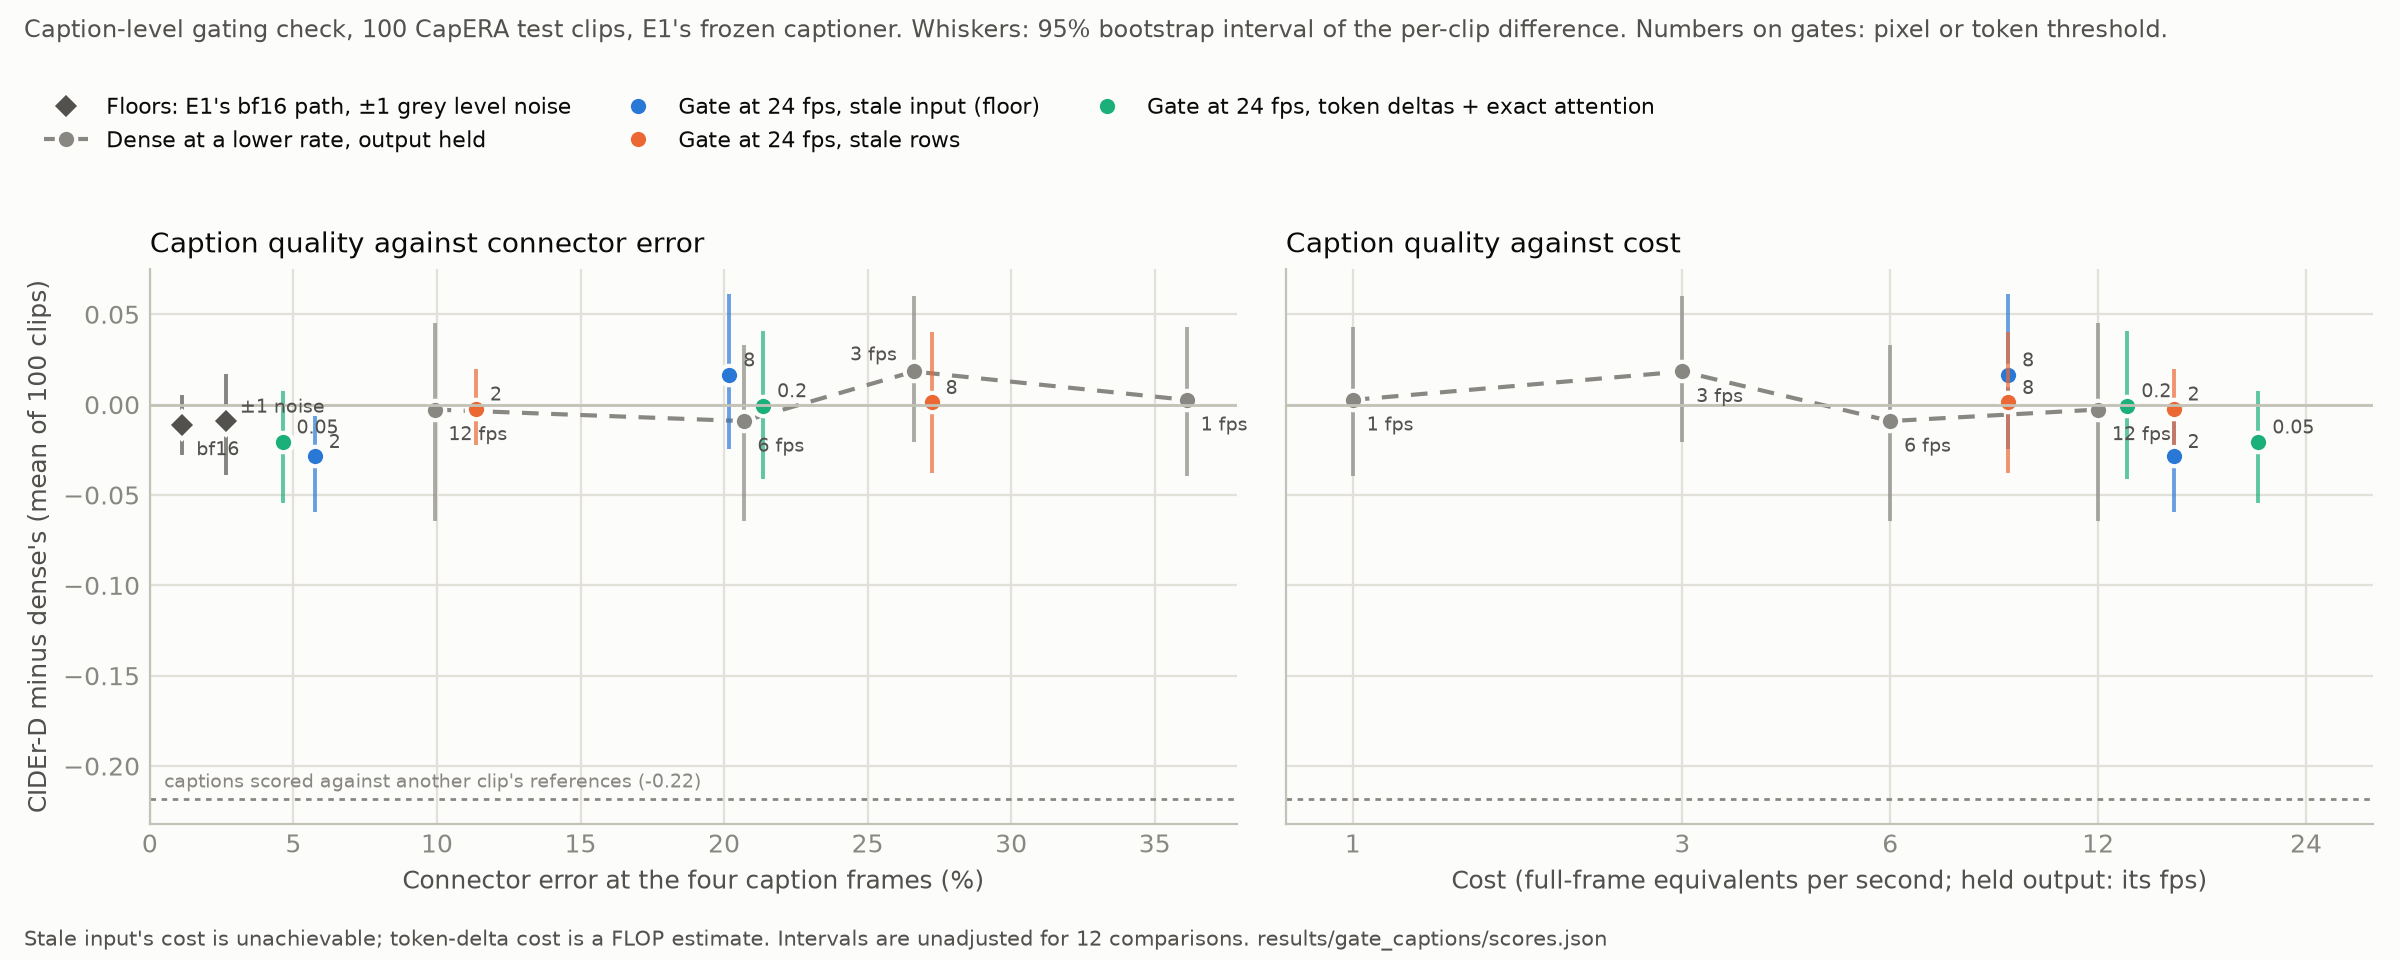 Caption-level gating check, 100 CapERA test clips, E1's frozen captioner. Whiskers: 95% bootstrap interval of the per-clip difference. Numbers on gates: pixel or token threshold.
Floors: E1's bf16 path, ±1 grey level noise
Dense at a lower rate, output held
Gate at 24 fps, stale input (floor)
Gate at 24 fps, stale rows
Gate at 24 fps, token deltas + exact attention
Caption quality against connector error
CIDEr-D minus dense's (mean of 100 clips)
0.05
0.00
−0.05
−0.10
−0.15
−0.20
bf16
±1 noise
0.05
2
12 fps
2
8
6 fps
0.2
3 fps
8
1 fps
captions scored against another clip's references (-0.22)
0
5
10
15
20
25
30
35
Connector error at the four caption frames (%)
Caption quality against cost
1 fps
3 fps
6 fps
8
8
12 fps
0.2
2
2
0.05
1
3
6
12
24
Cost (full-frame equivalents per second; held output: its fps)
Stale input's cost is unachievable; token-delta cost is a FLOP estimate. Intervals are unadjusted for 12 comparisons. results/gate_captions/scores.json